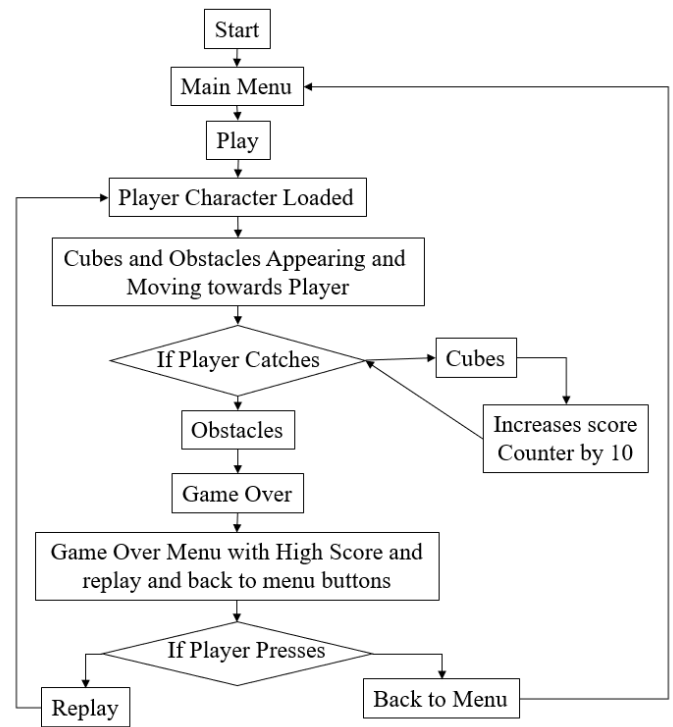 Start
Main Menu
Play
Player Character Loaded
Cubes and Obstacles Appearing and
Moving towards Player
If Player Catches
Cubes
Increases score
Counter by 10
Obstacles
Game Over
Game Over Menu with High Score and
replay and back to menu buttons
If Player Presses
Replay
Back to Menu